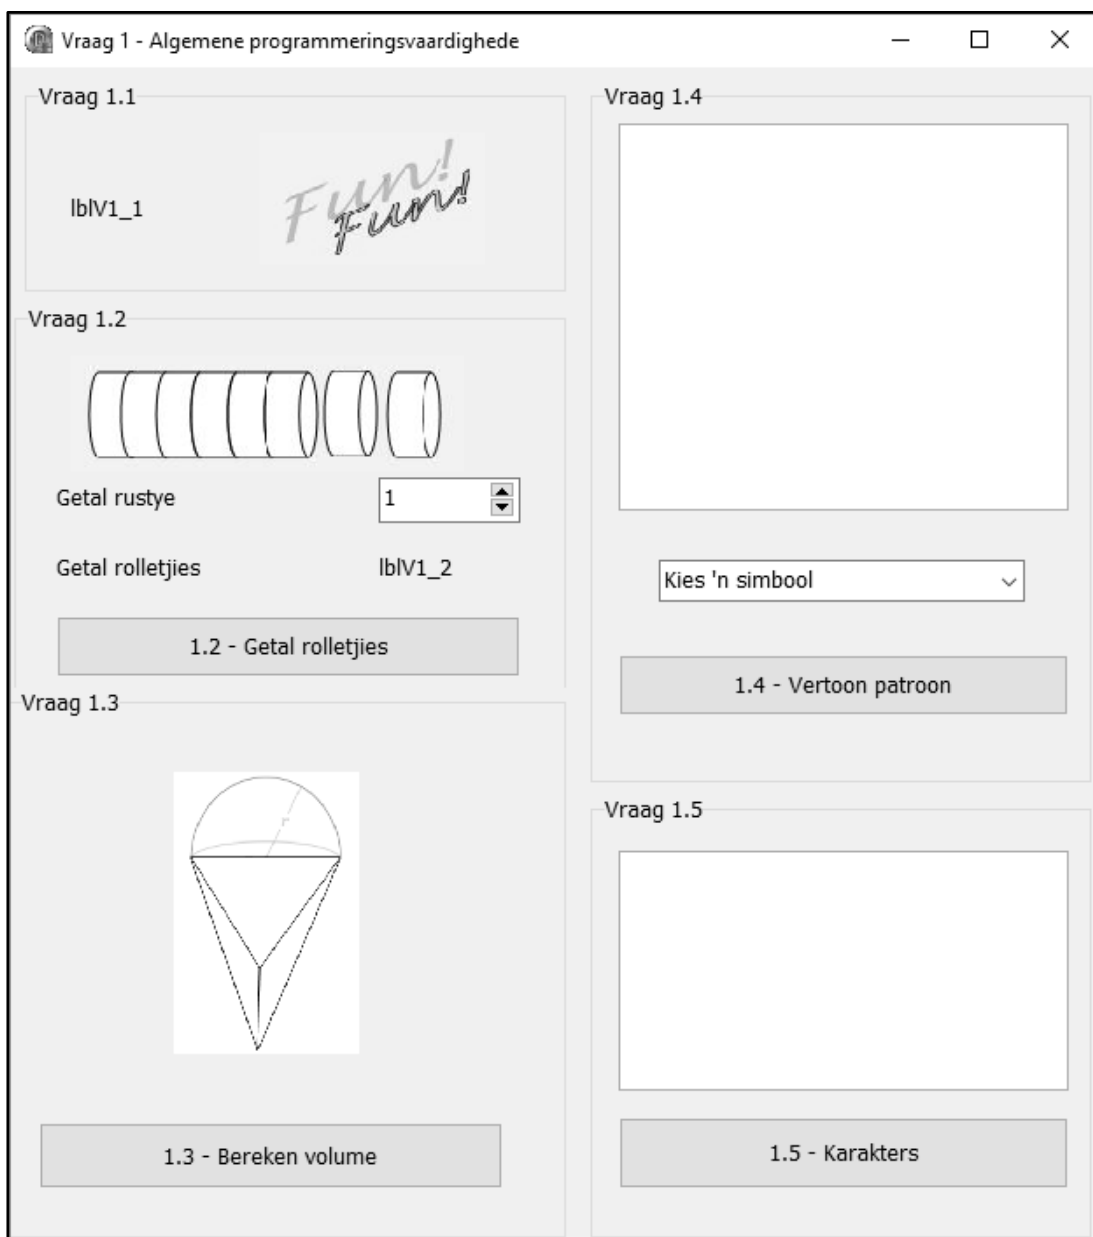 Vraag 1 - Algemene programmeringsvaardighede
Vraag 1.1
lblV1_1
Fun!
Fun!
Vraag 1.2
Getal rustye
1
Getal rolletjies
lblV1_2
1.2 - Getal rolletjies
Vraag 1.3
r
1.3 - Bereken volume
Vraag 1.4
Kies 'n simbool
1.4 - Vertoon patroon
Vraag 1.5
1.5 - Karakters